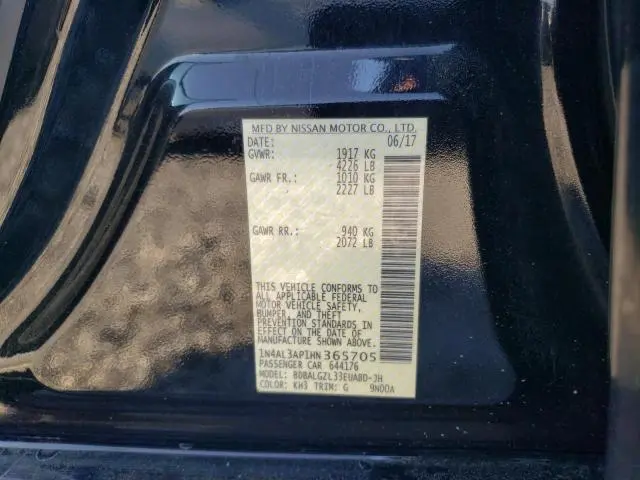 MFD BY NISSAN MOTOR CO., LTD.
DATE: 06/17
GVWR: 1917 KG
4226 LB
GAWR FR.: 1010 KG
2227 LB
GAWR RR.: 940 KG
2072 LB
THIS VEHICLE CONFORMS TO
ALL APPLICABLE FEDERAL
MOTOR VEHICLE SAFETY,
BUMPER, AND THEFT
PREVENTION STANDARDS IN
EFFECT ON THE DATE OF
MANUFACTURE SHOWN ABOVE.
1N4AL3AP1HN365705
PASSENGER CAR 644176
MODEL: BDBALGZL33EUABD-JH
COLOR: KH3 TRIM: G 9N00A